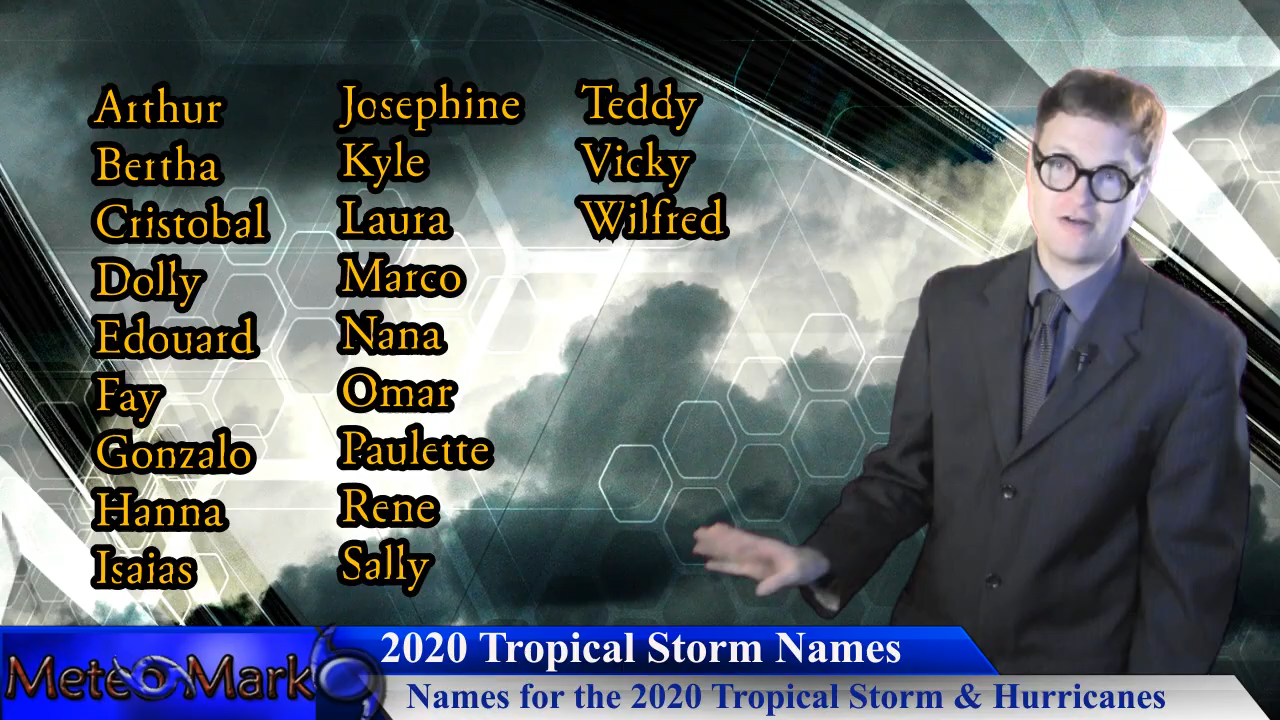 Arthur
Bertha
Cristobal
Dolly
Edouard
Fay
Gonzalo
Hanna
Isaias
Josephine
Kyle
Laura
Marco
Nana
Omar
Paulette
Rene
Sally
Teddy
Vicky
Wilfred
MeteoMark
2020 Tropical Storm Names
Names for the 2020 Tropical Storm & Hurricanes